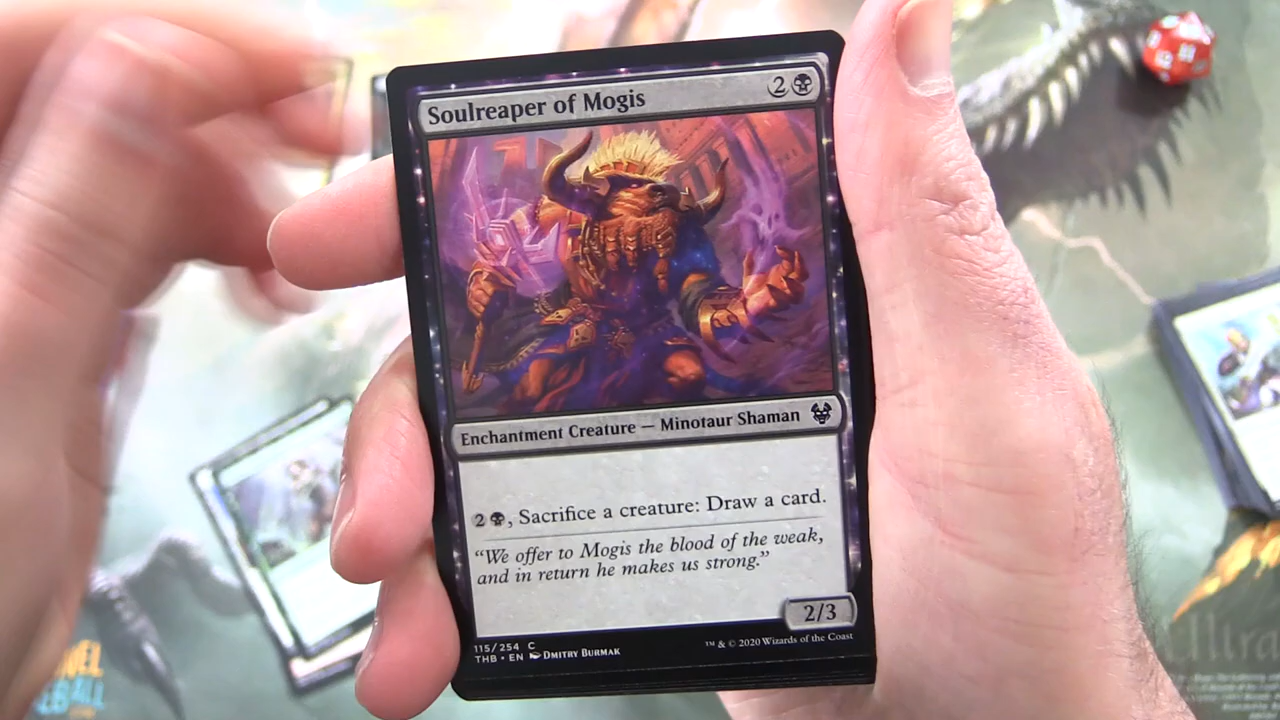 Soulreaper of Mogis
2
Enchantment Creature — Minotaur Shaman
2, Sacrifice a creature: Draw a card.
“We offer to Mogis the blood of the weak,
and in return he makes us strong.”
2/3
115/254 C
THB • EN DMITRY BURMAK
™ & © 2020 Wizards of the Coast
Ultra